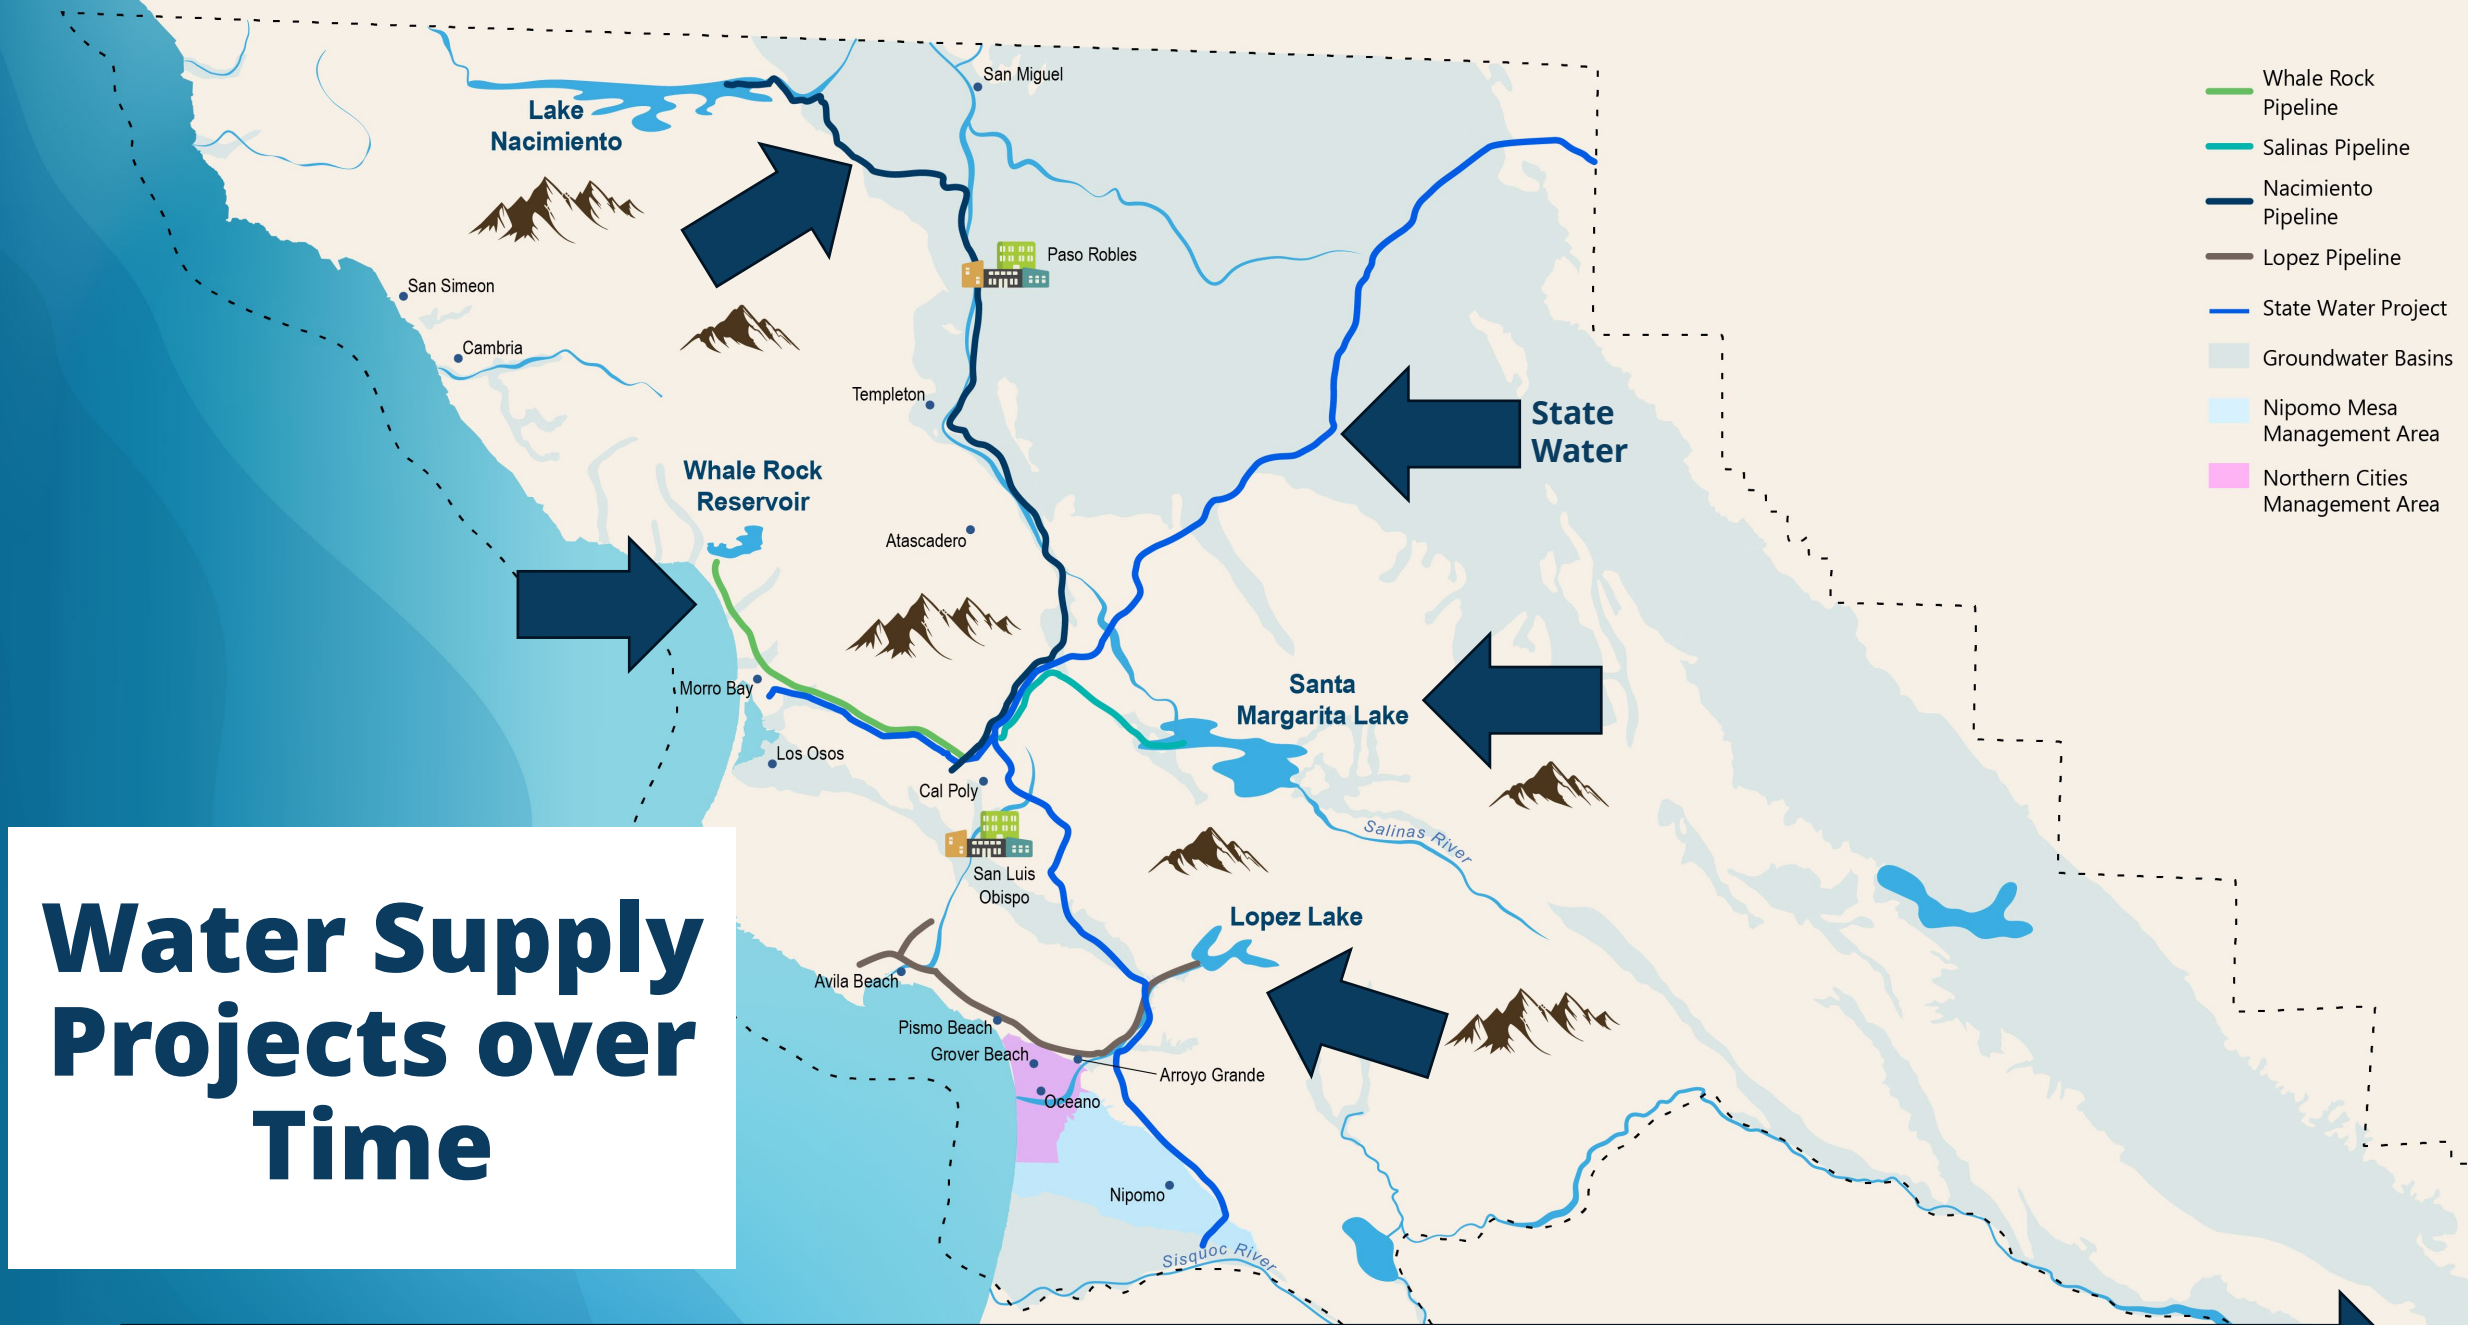 San Miguel
Lake
Nacimiento
Paso Robles
San Simeon
Cambria
Templeton
State
Water
Whale Rock
Reservoir
Atascadero
Santa
Margarita Lake
Morro Bay
Los Osos
Cal Poly
Salinas River
San Luis
Obispo
Lopez Lake
Avila Beach
Pismo Beach
Grover Beach
Arroyo Grande
Oceano
Nipomo
Sisquoc River
Whale Rock
Pipeline
Salinas Pipeline
Nacimiento
Pipeline
Lopez Pipeline
State Water Project
Groundwater Basins
Nipomo Mesa
Management Area
Northern Cities
Management Area
Water Supply
Projects over
Time